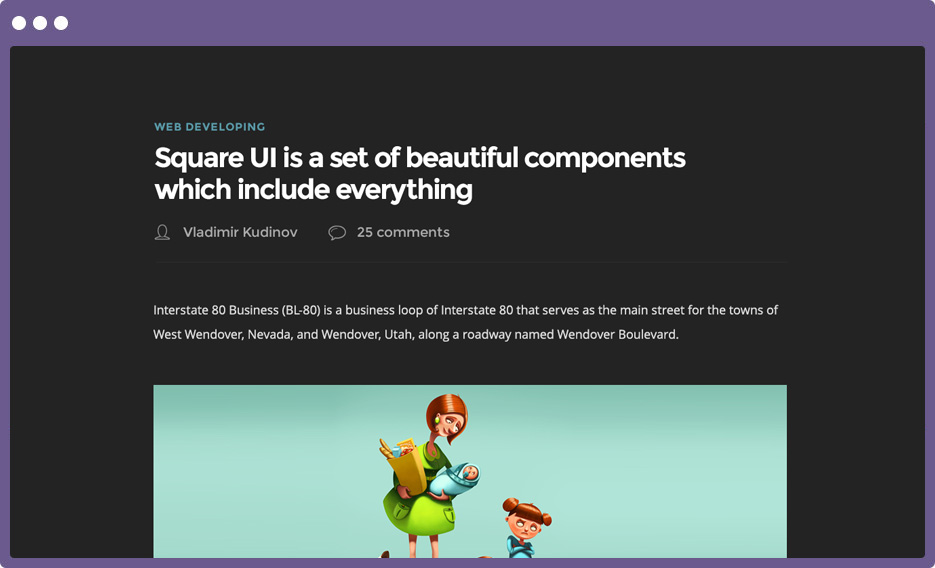 WEB DEVELOPING
Square UI is a set of beautiful components
which include everything
Vladimir Kudinov
25 comments
Interstate 80 Business (BL-80) is a business loop of Interstate 80 that serves as the main street for the towns of
West Wendover, Nevada, and Wendover, Utah, along a roadway named Wendover Boulevard.